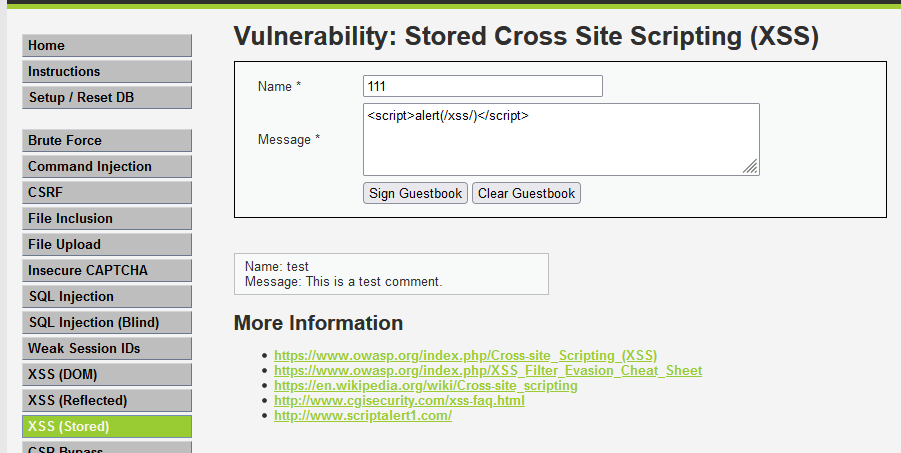 Home
Instructions
Setup / Reset DB
Brute Force
Command Injection
CSRF
File Inclusion
File Upload
Insecure CAPTCHA
SQL Injection
SQL Injection (Blind)
Weak Session IDs
XSS (DOM)
XSS (Reflected)
XSS (Stored)
CSP Bypass
Vulnerability: Stored Cross Site Scripting (XSS)
Name *
111
Message *
<script>alert(/xss/)</script>
Sign Guestbook
Clear Guestbook
Name: test
Message: This is a test comment.
More Information
https://www.owasp.org/index.php/Cross-site_Scripting_(XSS)
https://www.owasp.org/index.php/XSS_Filter_Evasion_Cheat_Sheet
https://en.wikipedia.org/wiki/Cross-site_scripting
http://www.cgisecurity.com/xss-faq.html
http://www.scriptalert1.com/